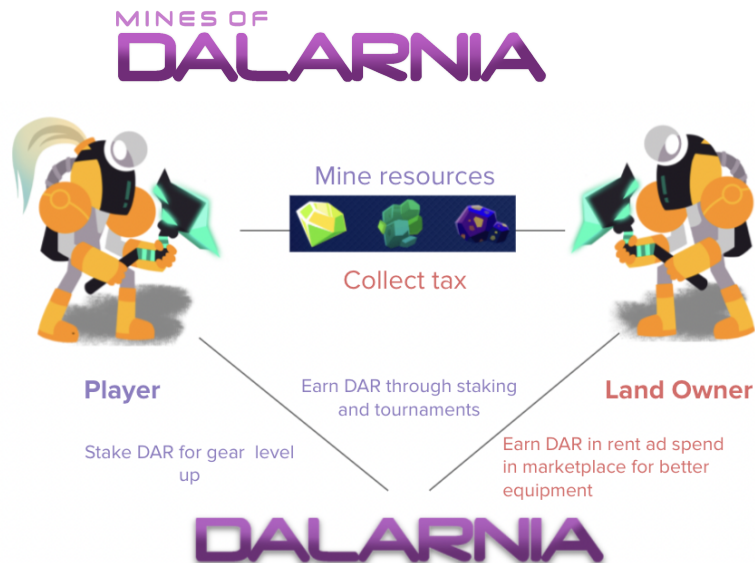 MINES OF
DALARNIA
Mine resources
Collect tax
Player
Earn DAR through staking
and tournaments
Land Owner
Stake DAR for gear level
up
Earn DAR in rent ad spend
in marketplace for better
equipment
DALARNIA